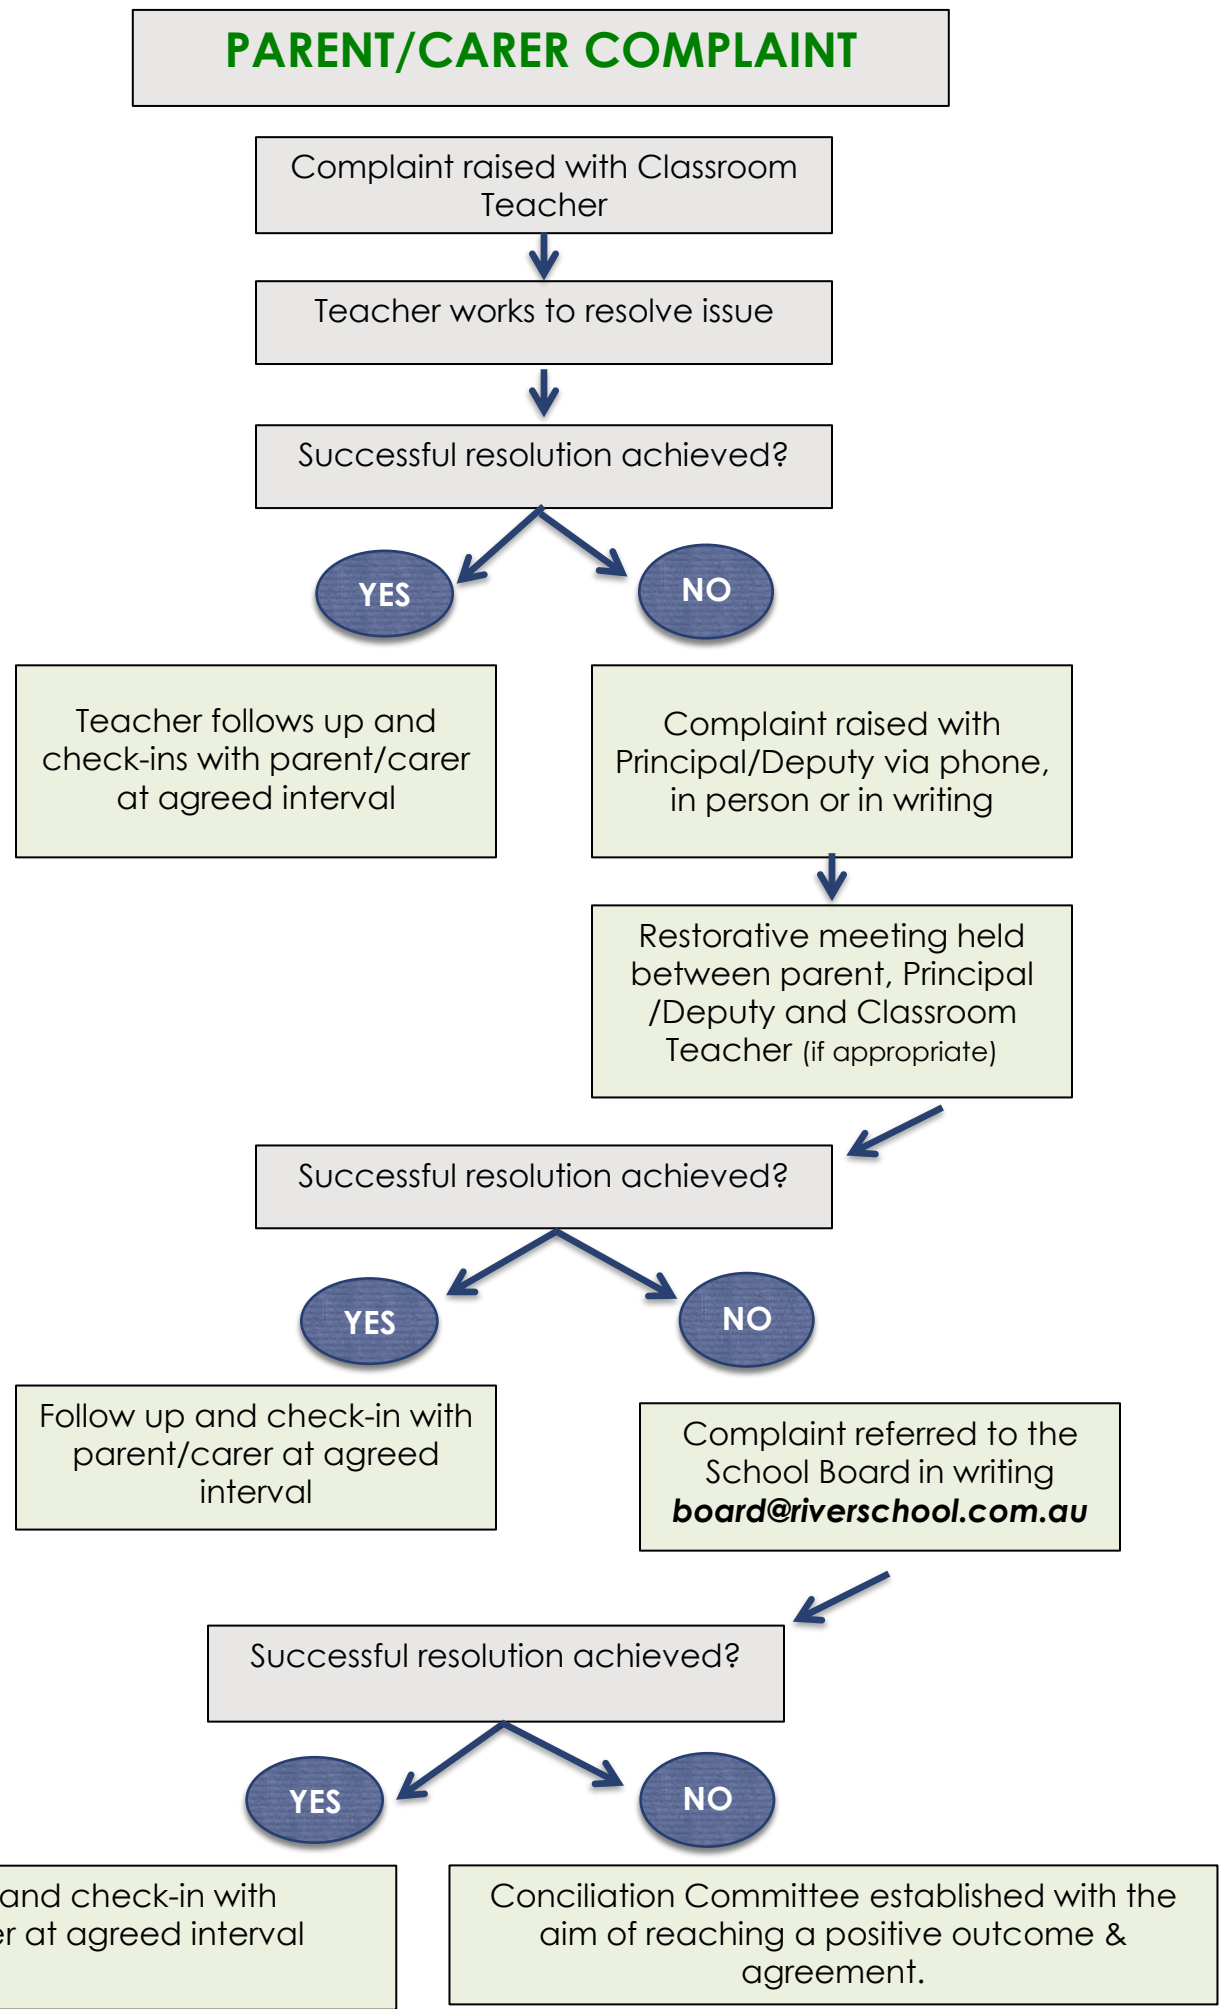 PARENT/CARER COMPLAINT
Complaint raised with Classroom
Teacher
Teacher works to resolve issue
Successful resolution achieved?
YES
NO
Teacher follows up and
check-ins with parent/carer
at agreed interval
Complaint raised with
Principal/Deputy via phone,
in person or in writing
Restorative meeting held
between parent, Principal
/Deputy and Classroom
Teacher (if appropriate)
Successful resolution achieved?
YES
NO
Follow up and check-in with
parent/carer at agreed
interval
Complaint referred to the
School Board in writing
board@riverschool.com.au
Successful resolution achieved?
YES
NO
and check-in with
at agreed interval
Conciliation Committee established with the
aim of reaching a positive outcome &
agreement.